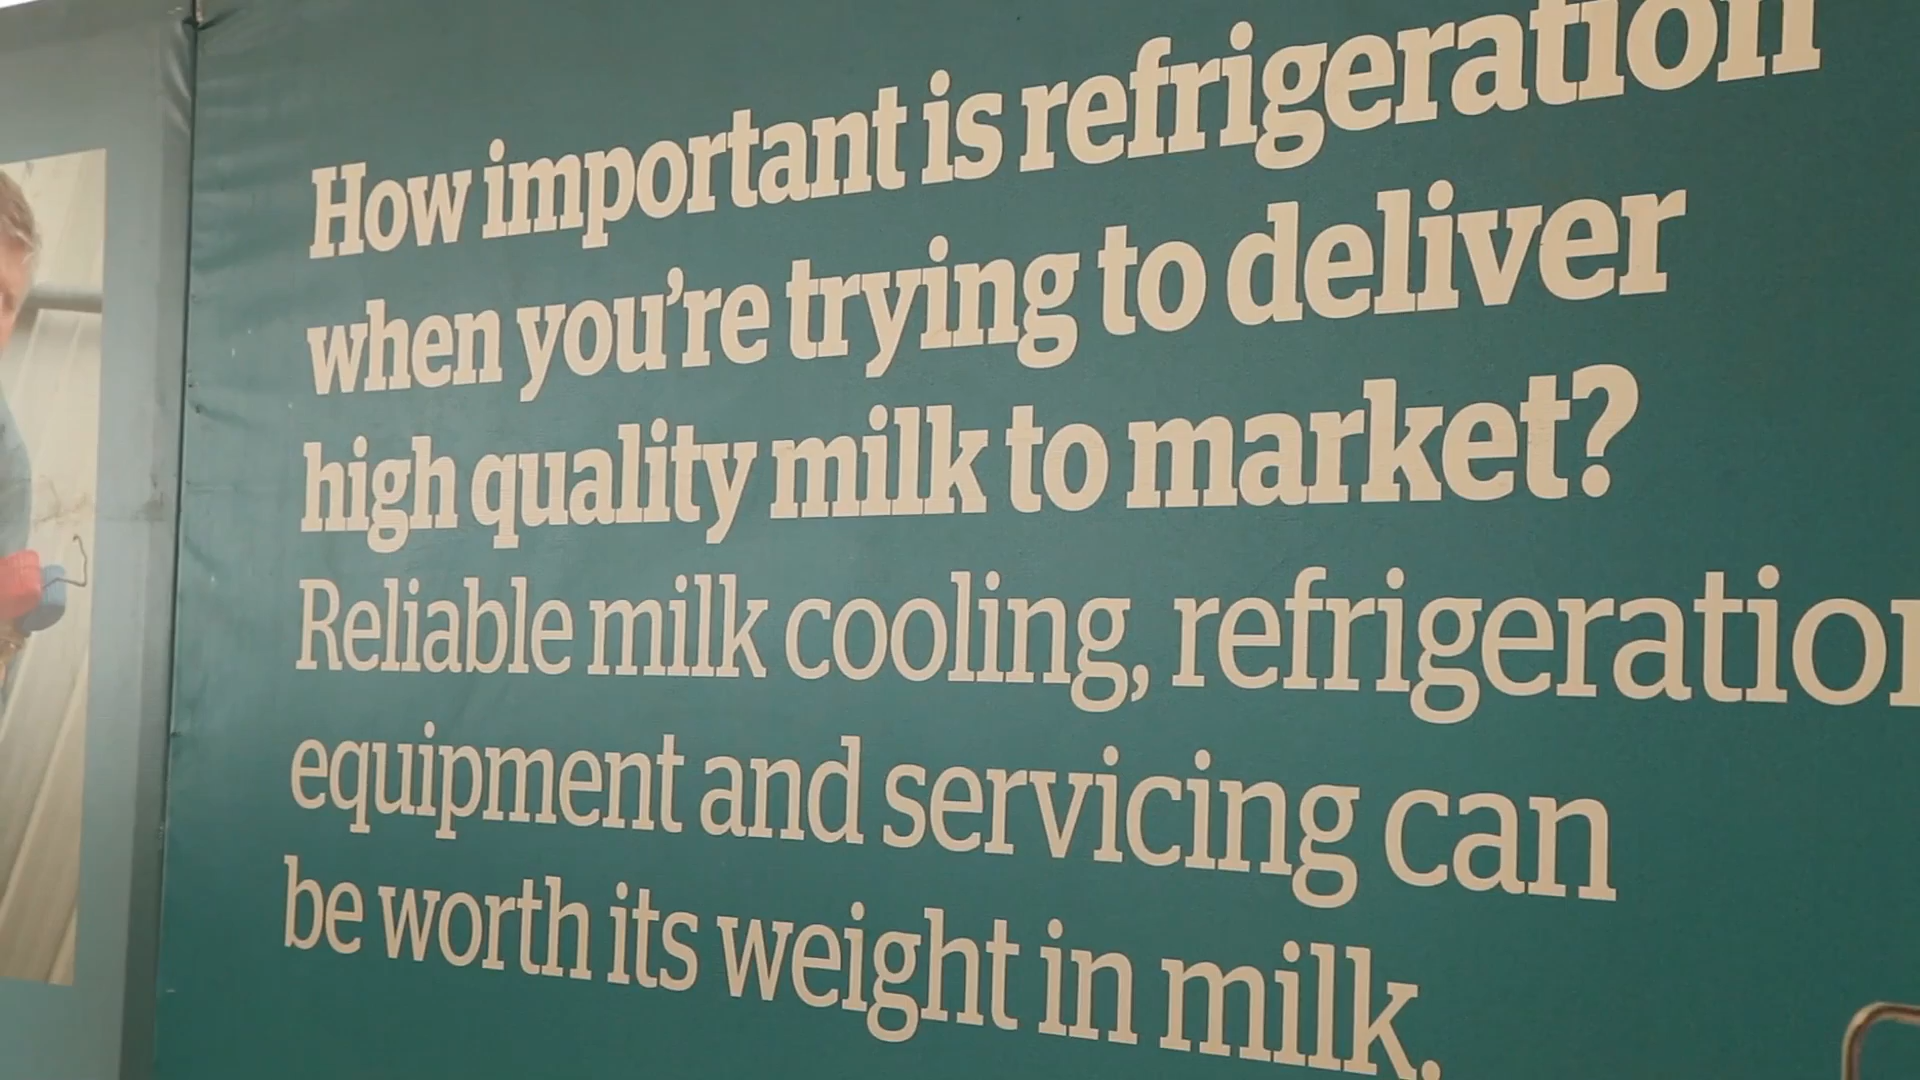 How important is refrigeration
when you’re trying to deliver
high quality milk to market?
Reliable milk cooling, refrigeration
equipment and servicing can
be worth its weight in milk.